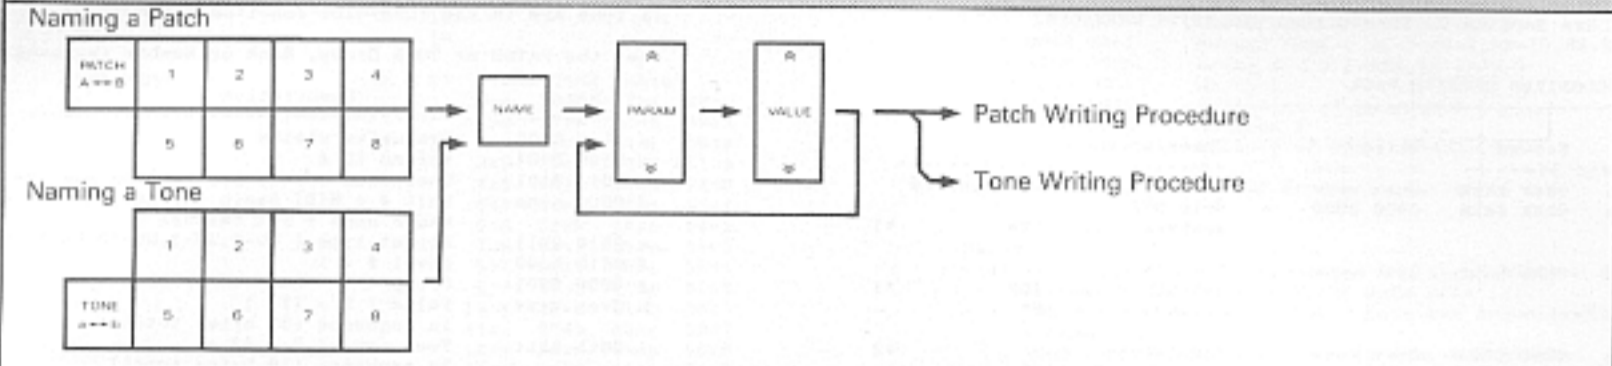 Naming a Patch
PATCH
A↔B
1 2 3 4
5 6 7 8
NAME
PARAM
VALUE
Patch Writing Procedure
Tone Writing Procedure
Naming a Tone
2 3 4
TONE
a↔b
5 6 7 8